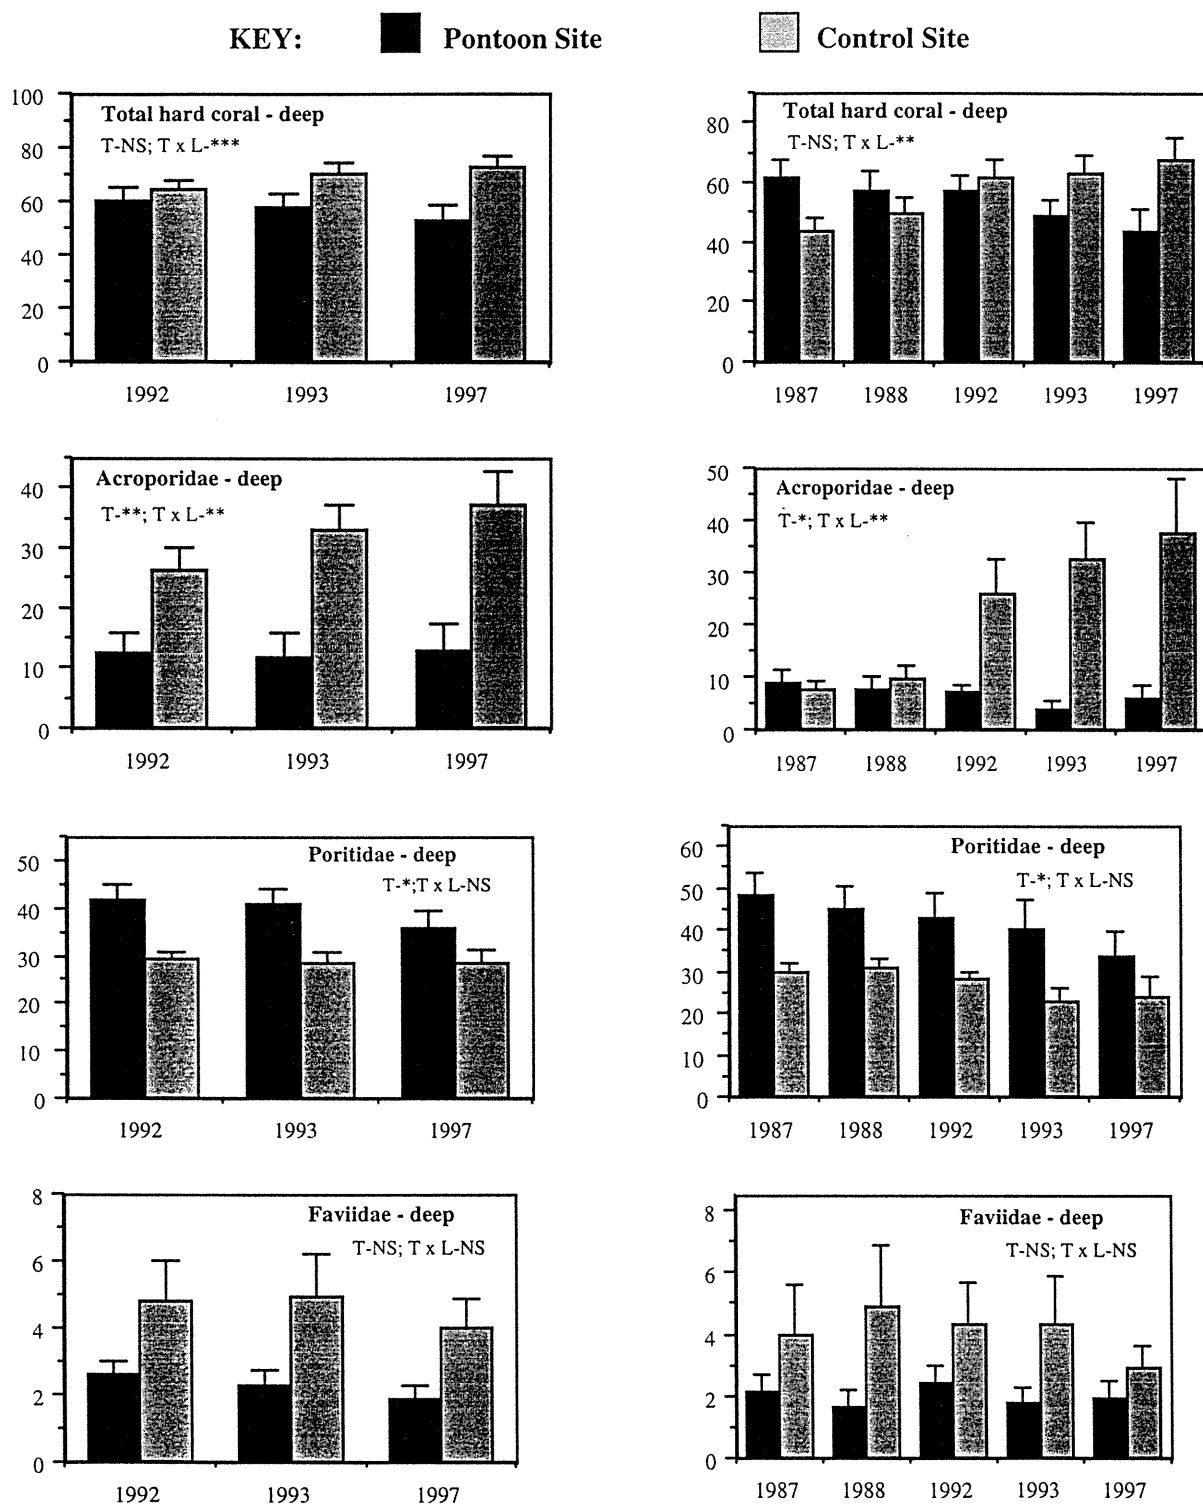 KEY: Pontoon Site Control Site
Total hard coral - deep
T-NS; T x L-***
100
80
60
40
20
0
1992 1993 1997
Total hard coral - deep
T-NS; T x L-**
80
60
40
20
0
1987 1988 1992 1993 1997
Acroporidae - deep
T-**; T x L-**
40
30
20
10
0
1992 1993 1997
Acroporidae - deep
T-*; T x L-**
50
40
30
20
10
0
1987 1988 1992 1993 1997
Poritidae - deep
T-*;T x L-NS
50
40
30
20
10
0
1992 1993 1997
Poritidae - deep
T-*; T x L-NS
60
50
40
30
20
10
0
1987 1988 1992 1993 1997
Faviidae - deep
T-NS; T x L-NS
8
6
4
2
0
1992 1993 1997
Faviidae - deep
T-NS; T x L-NS
8
6
4
2
0
1987 1988 1992 1993 1997